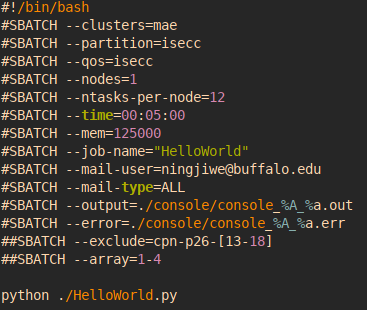 #!/bin/bash
#SBATCH --clusters=mae
#SBATCH --partition=isecc
#SBATCH --qos=isecc
#SBATCH --nodes=1
#SBATCH --ntasks-per-node=12
#SBATCH --time=00:05:00
#SBATCH --mem=125000
#SBATCH --job-name="HelloWorld"
#SBATCH --mail-user=ningjiwe@buffalo.edu
#SBATCH --mail-type=ALL
#SBATCH --output=./console/console_%A_%a.out
#SBATCH --error=./console/console_%A_%a.err
##SBATCH --exclude=cpn-p26-[13-18]
##SBATCH --array=1-4
python ./HelloWorld.py